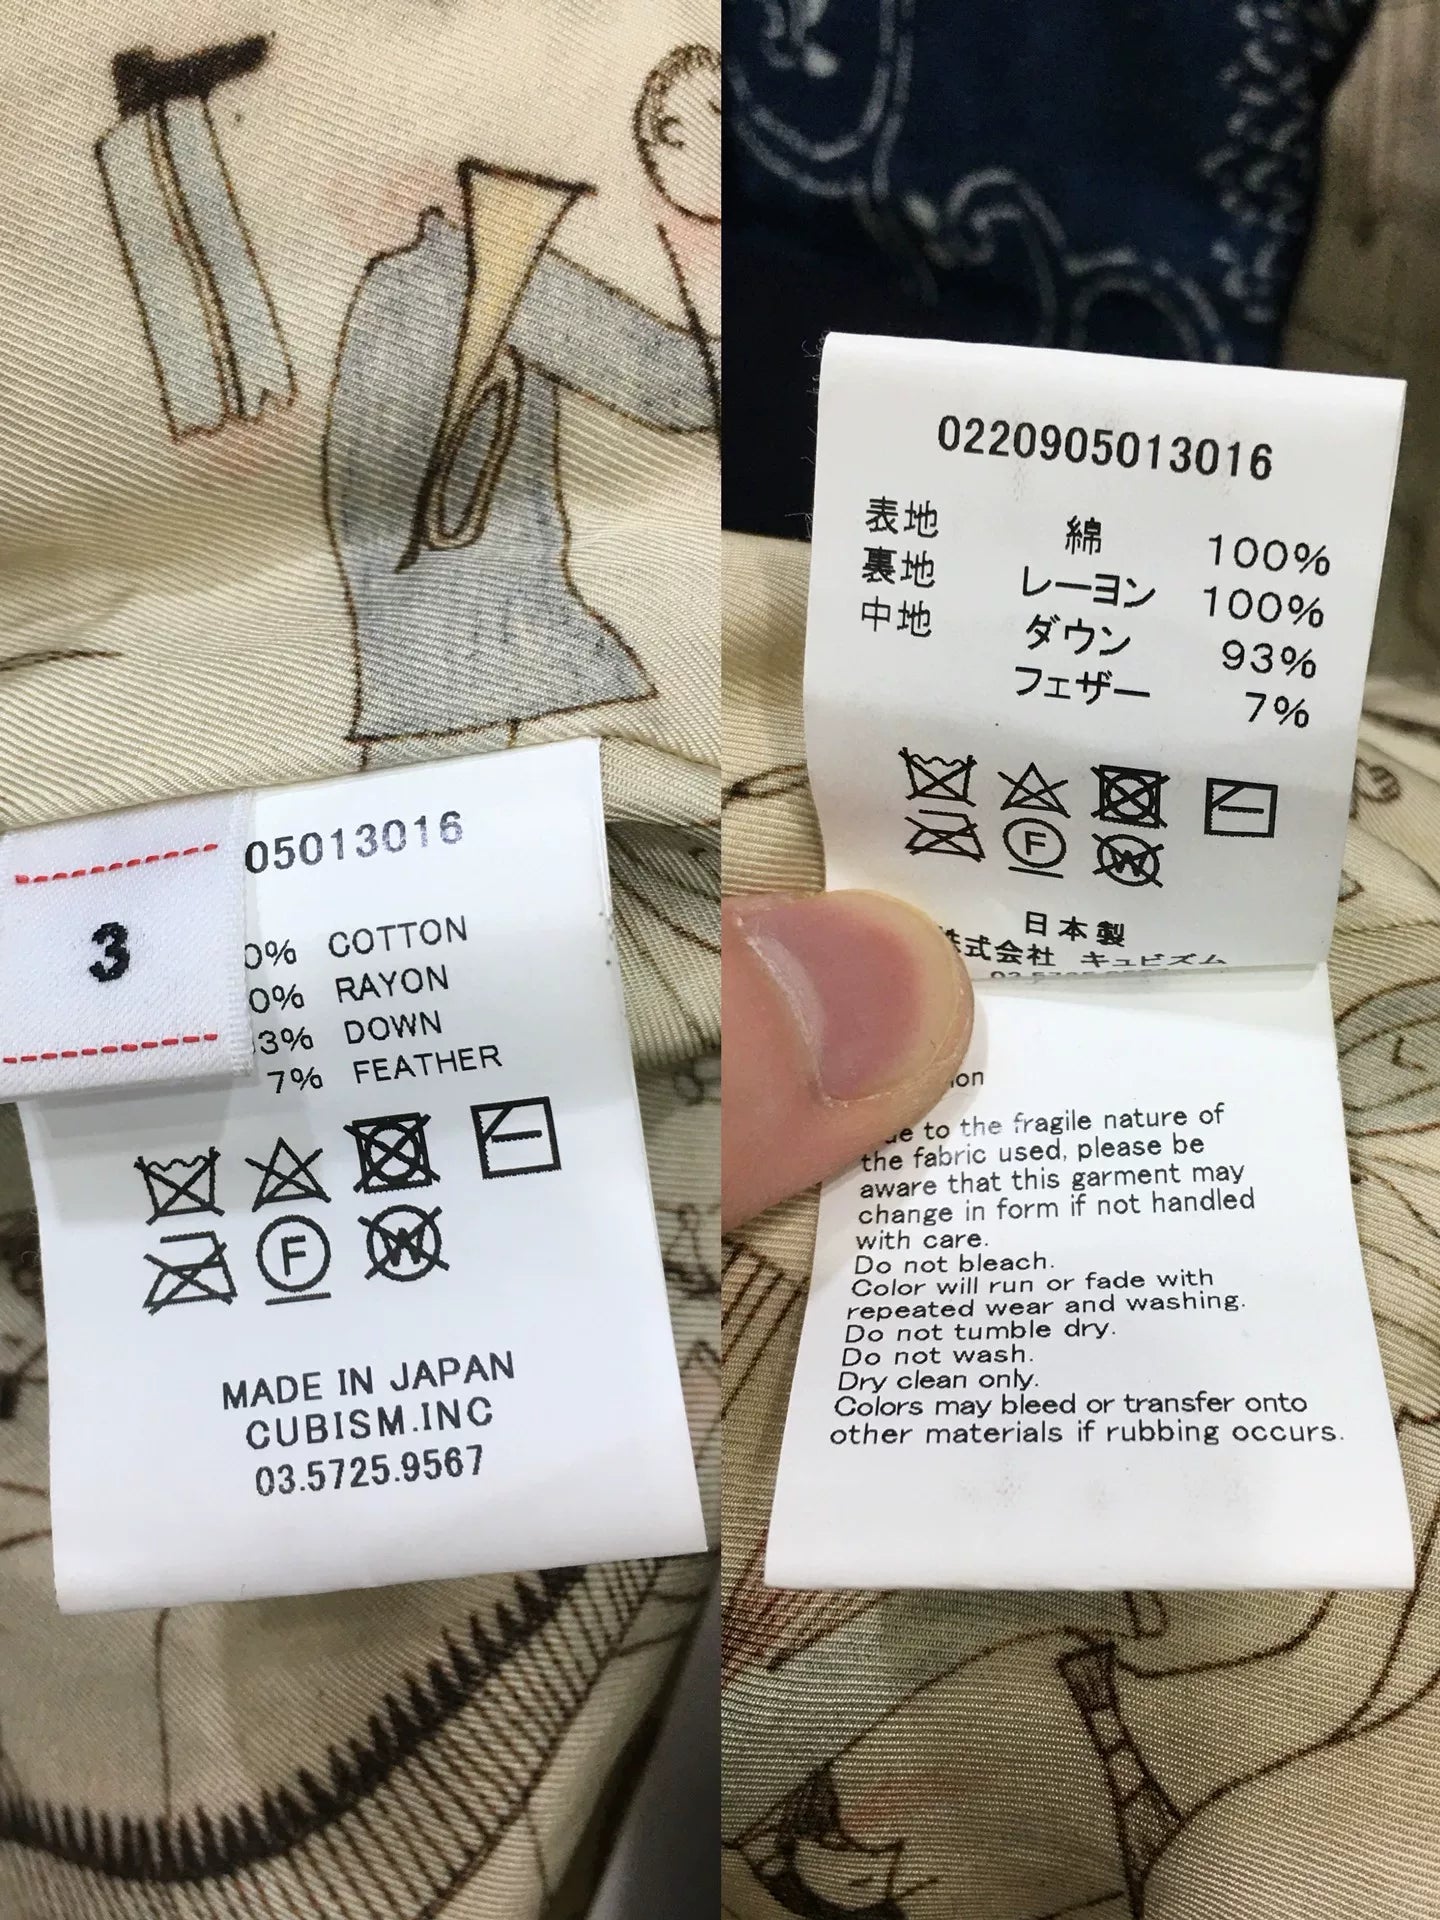 3
05013016
0% COTTON
0% RAYON
3% DOWN
7% FEATHER
F
W
MADE IN JAPAN
CUBISM.INC
03.5725.9567
0220905013016
表地 綿 100%
裏地 レーヨン 100%
中地 ダウン 93%
フェザー 7%
F
W
日本製
株式会社 キュビズム
to the fragile nature of
the fabric used, please be
aware that this garment may
change in form if not handled
with care.
Do not bleach.
Color will run or fade with
repeated wear and washing.
Do not tumble dry.
Do not wash.
Dry clean only.
Colors may bleed or transfer onto
other materials if rubbing occurs.